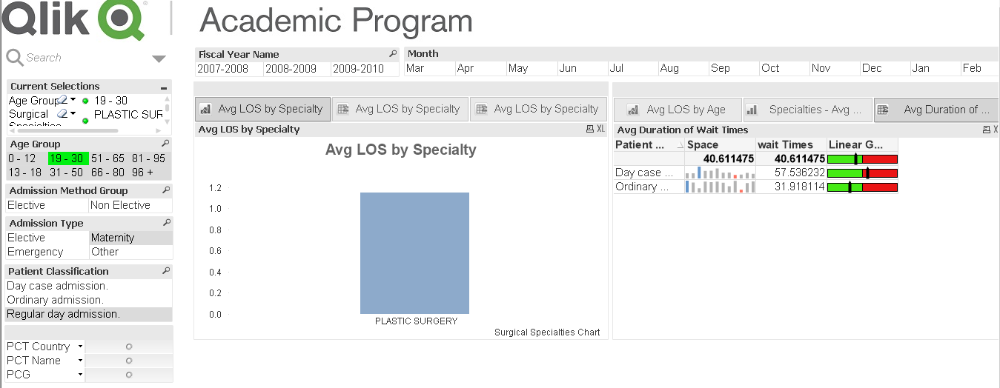 Qlik
Academic Program
Search
Fiscal Year Name
2007-2008 2008-2009 2009-2010
Month
Mar Apr May Jun Jul Aug Sep Oct Nov Dec Jan Feb
Current Selections
Age Group 19 - 30
Surgical PLASTIC SUR
Age Group
0 - 12 19 - 30 51 - 65 81 - 95
13 - 18 31 - 50 66 - 80 96 +
Admission Method Group
Elective Non Elective
Admission Type
Elective Maternity
Emergency Other
Patient Classification
Day case admission.
Ordinary admission.
Regular day admission.
PCT Country
PCT Name
PCG
Avg LOS by Specialty Avg LOS by Specialty Avg LOS by Specialty
Avg LOS by Specialty XL
Avg LOS by Specialty
1.2
1.0
0.8
0.6
0.4
0.2
0.0
PLASTIC SURGERY
Surgical Specialties Chart
Avg LOS by Age Specialties - Avg ... Avg Duration of ...
Avg Duration of Wait Times X
Patient ... Space wait Times Linear G...
40.611475 40.611475
Day case ... 57.536232
Ordinary ... 31.918114